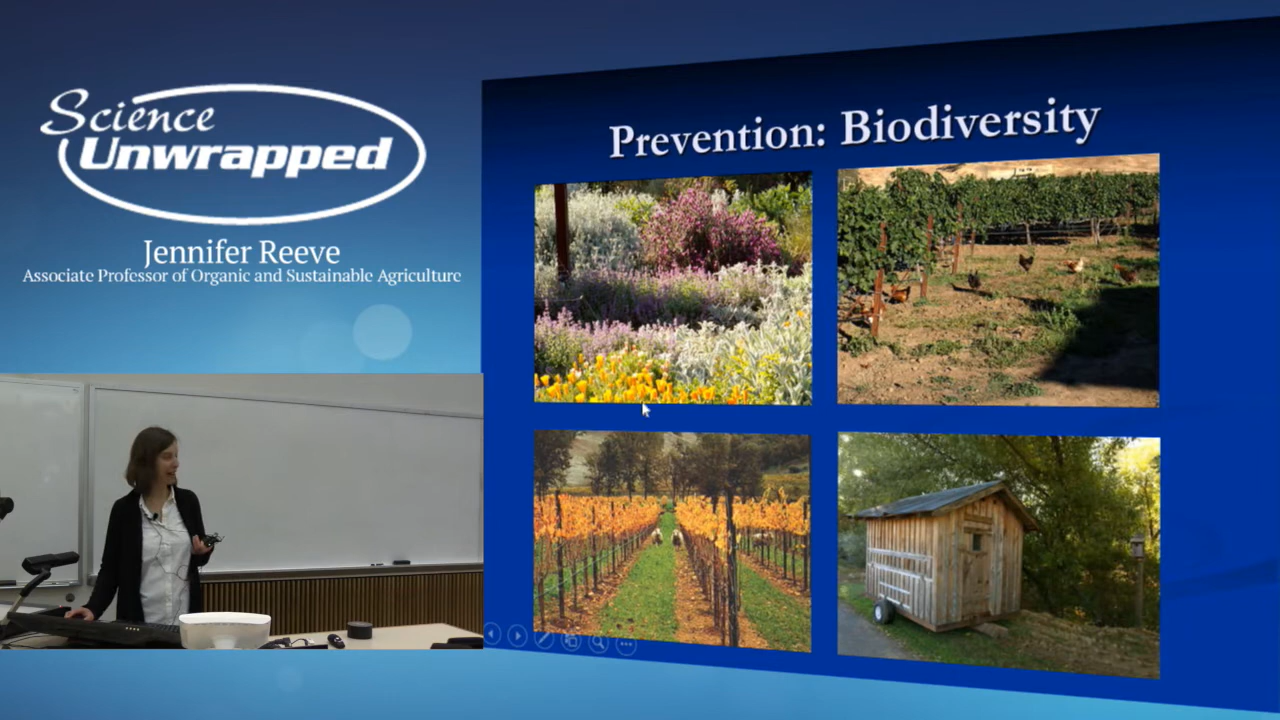 Science
Unwrapped
Jennifer Reeve
Associate Professor of Organic and Sustainable Agriculture
Prevention: Biodiversity